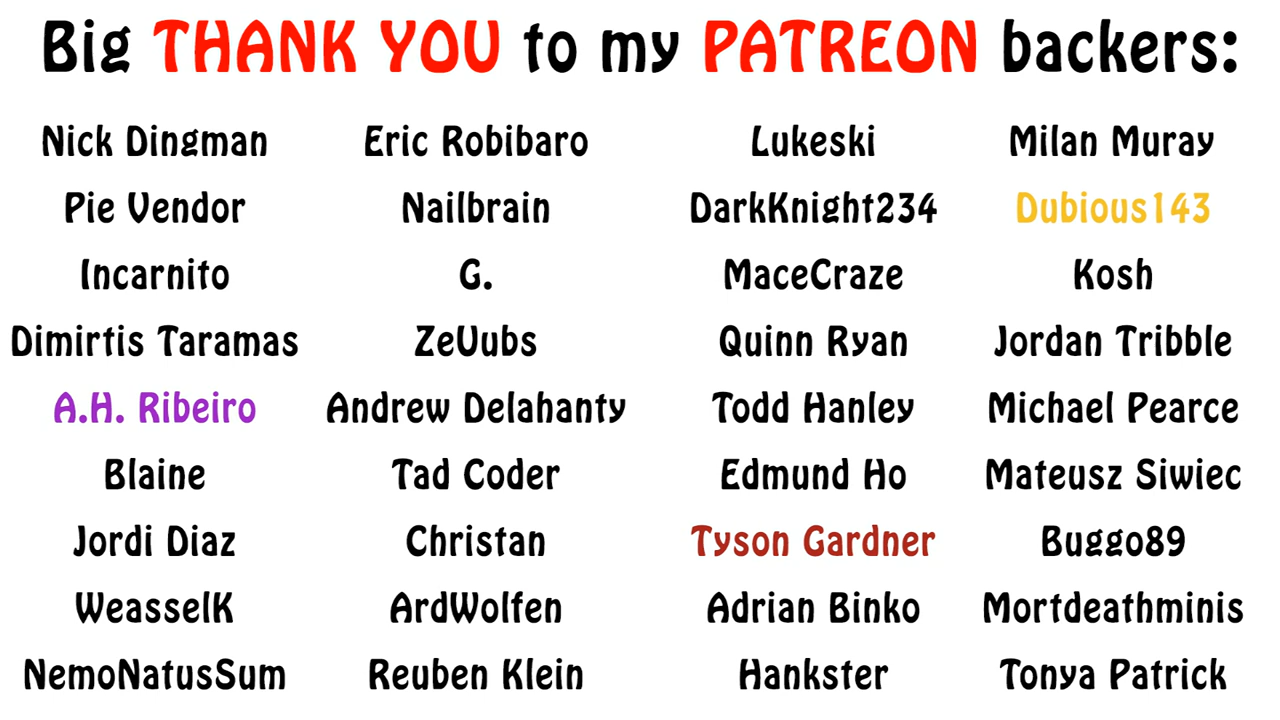 Big THANK YOU to my PATREON backers:
Nick Dingman Eric Robibaro Lukeski Milan Muray
Pie Vendor Nailbrain DarkKnight234 Dubious143
Incarnito G. MaceCraze Kosh
Dimirtis Taramas ZeVubs Quinn Ryan Jordan Tribble
A.H. Ribeiro Andrew Delahanty Todd Hanley Michael Pearce
Blaine Tad Coder Edmund Ho Mateusz Siwiec
Jordi Diaz Christan Tyson Gardner Buggo89
WeasselK ArdWolfen Adrian Binko Mortdeathminis
NemoNatusSum Reuben Klein Hankster Tonya Patrick